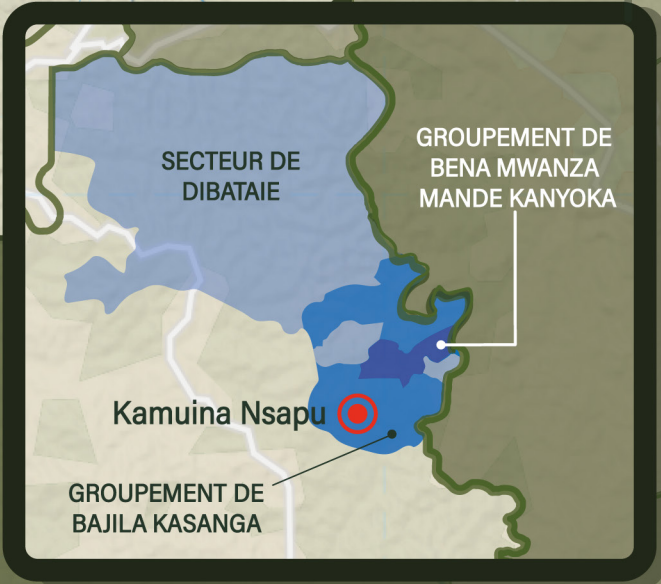 SECTEUR DE
DIBATAIE
GROUPEMENT DE
BENA MWANZA
MANDE KANYOKA
Kamuina Nsapu
GROUPEMENT DE
BAJILA KASANGA